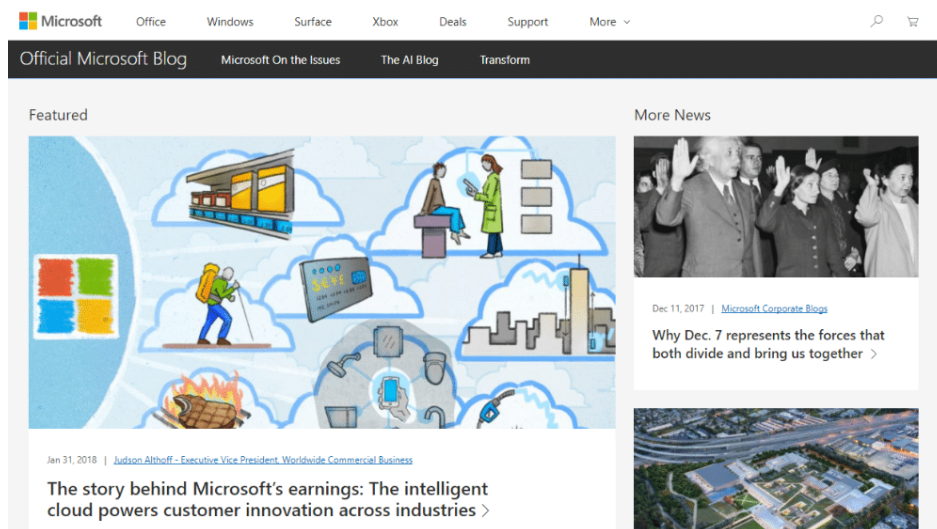 Microsoft Office Windows Surface Xbox Deals Support More
Official Microsoft Blog Microsoft On the Issues The AI Blog Transform
Featured
SERVE
Jan 31, 2018 | Judson Althoff - Executive Vice President, Worldwide Commercial Business
The story behind Microsoft's earnings: The intelligent
cloud powers customer innovation across industries >
More News
Dec 11, 2017 | Microsoft Corporate Blogs
Why Dec. 7 represents the forces that
both divide and bring us together >